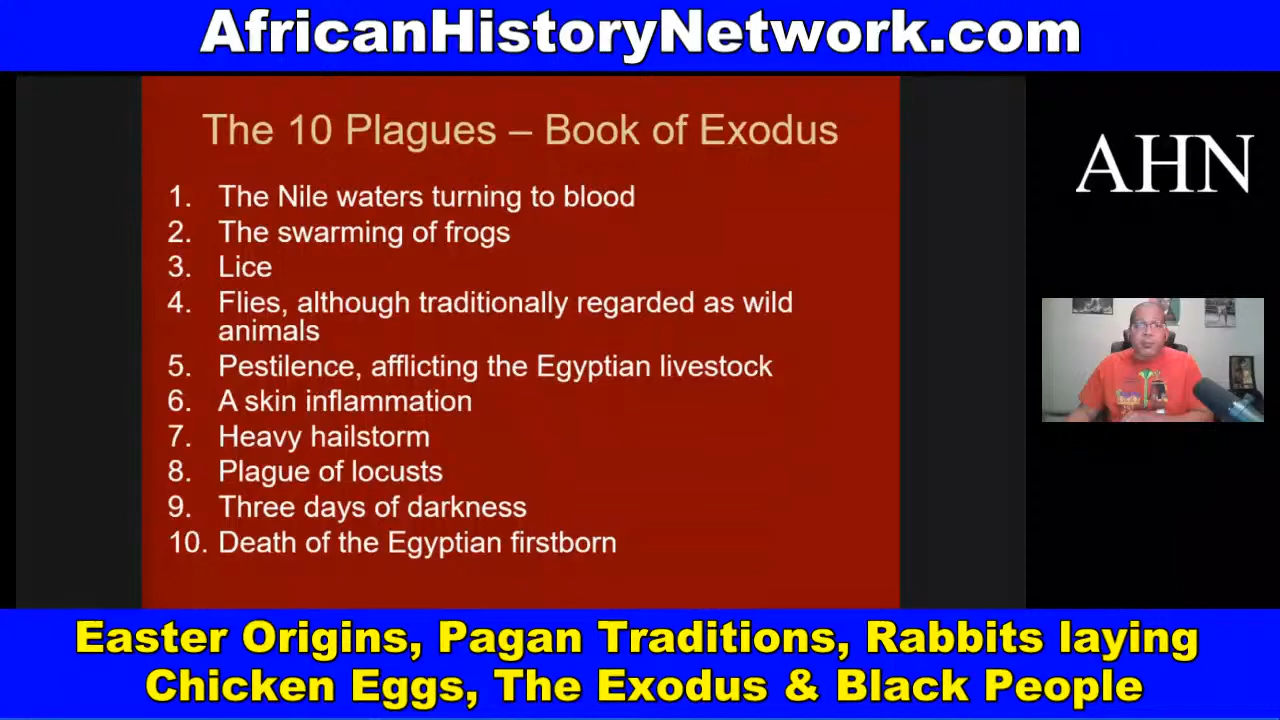 AfricanHistoryNetwork.com
The 10 Plagues – Book of Exodus
AHN
1. The Nile waters turning to blood
2. The swarming of frogs
3. Lice
4. Flies, although traditionally regarded as wild
animals
5. Pestilence, afflicting the Egyptian livestock
6. A skin inflammation
7. Heavy hailstorm
8. Plague of locusts
9. Three days of darkness
10. Death of the Egyptian firstborn
Easter Origins, Pagan Traditions, Rabbits laying
Chicken Eggs, The Exodus & Black People